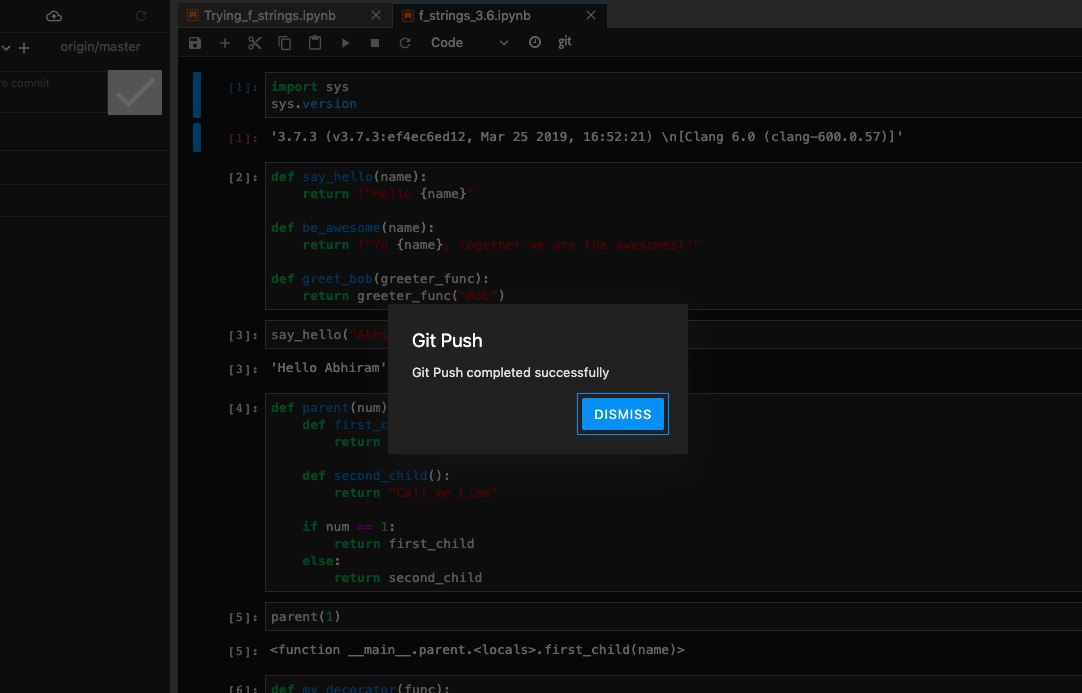 Trying_f_strings.ipynb
f_strings_3.6.ipynb
origin/master
Code
git
re commit
[1]:
import sys
sys.version
[1]:
'3.7.3 (v3.7.3:ef4ec6ed12, Mar 25 2019, 16:52:21) \n[Clang 6.0 (clang-600.0.57)]'
[2]:
def say_hello(name):
    return f"Hello {name}"
def be_awesome(name):
    return f"Yo {name}, together we are the awesomest!"
def greet_bob(greeter_func):
    return greeter_func("Bob")
[3]:
say_hello("Abhi
[3]:
'Hello Abhiram'
Git Push
Git Push completed successfully
DISMISS
[4]:
def parent(num)
    def first_c
        return
    def second_child():
        return "Call me Liam"
    if num == 1:
        return first_child
    else:
        return second_child
[5]:
parent(1)
[5]:
<function __main__.parent.<locals>.first_child(name)>
[6]:
def my_decorator(func):